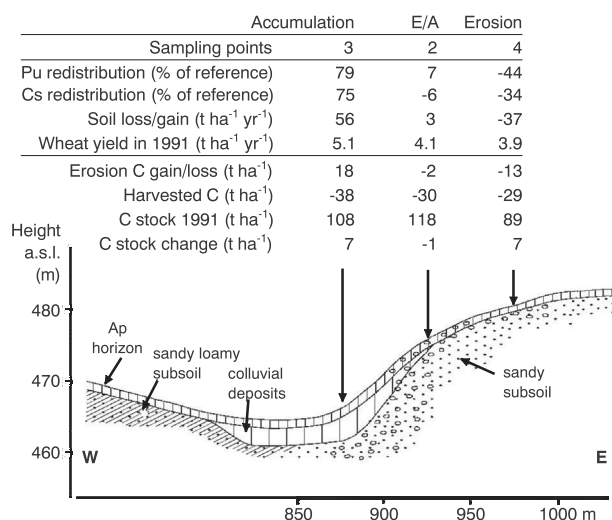 Accumulation E/A Erosion
Sampling points 3 2 4
Pu redistribution (% of reference) 79 7 -44
Cs redistribution (% of reference) 75 -6 -34
Soil loss/gain (t ha⁻¹ yr⁻¹) 56 3 -37
Wheat yield in 1991 (t ha⁻¹ yr⁻¹) 5.1 4.1 3.9
Erosion C gain/loss (t ha⁻¹) 18 -2 -13
Harvested C (t ha⁻¹) -38 -30 -29
C stock 1991 (t ha⁻¹) 108 118 89
C stock change (t ha⁻¹) 7 -1 7
Height
a.s.l.
(m)
480
470
460
Ap
horizon
sandy loamy
subsoil
colluvial
deposits
sandy
subsoil
W
E
850 900 950 1000 m